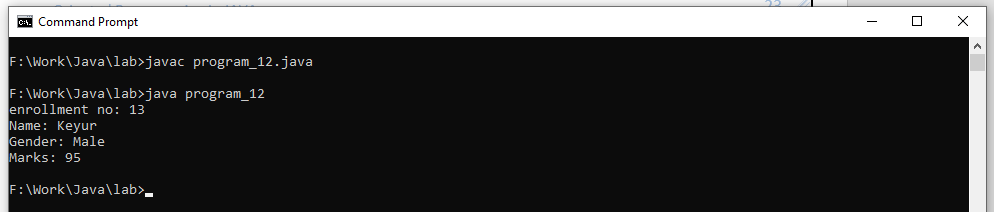 23
Command Prompt
F:\Work\Java\lab>javac program_12.java
F:\Work\Java\lab>java program_12
enrollment no: 13
Name: Keyur
Gender: Male
Marks: 95
F:\Work\Java\lab>